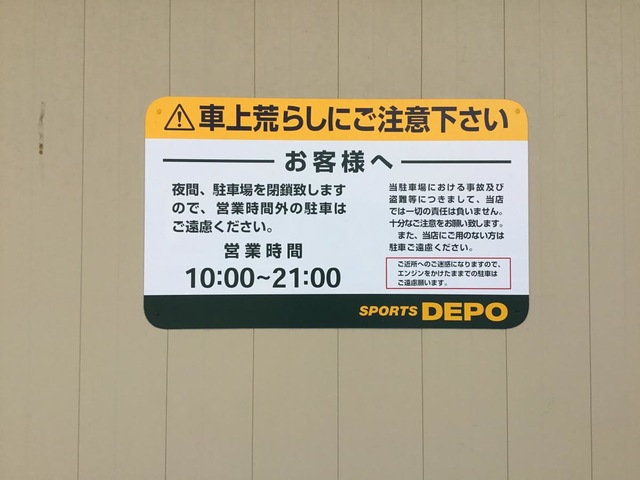 車上荒らしにご注意下さい
お客様へ
夜間、駐車場を閉鎖致します
ので、営業時間外の駐車は
ご遠慮ください。
営業時間
10:00~21:00
当駐車場における事故及び
盗難等につきまして、当店
では一切の責任は負いません。
十分なご注意をお願い致します。
また、当店にご用のない方は
駐車ご遠慮ください。
ご近所へのご迷惑になりますので、
エンジンをかけたままでの駐車は
ご遠慮願います。
SPORTS DEPO